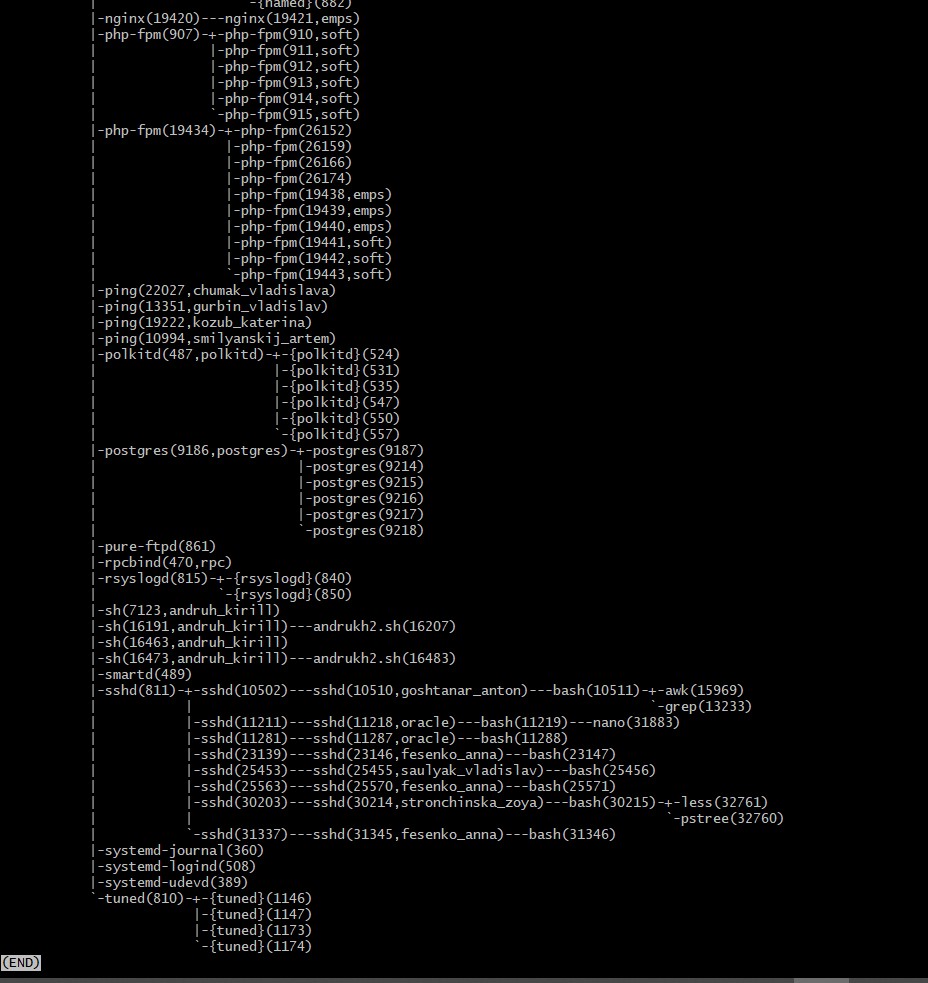 -{named}(882)
           |-nginx(19420)---nginx(19421,emps)
           |-php-fpm(907)-+-php-fpm(910,soft)
           |              |-php-fpm(911,soft)
           |              |-php-fpm(912,soft)
           |              |-php-fpm(913,soft)
           |              |-php-fpm(914,soft)
           |              `-php-fpm(915,soft)
           |-php-fpm(19434)-+-php-fpm(26152)
           |                |-php-fpm(26159)
           |                |-php-fpm(26166)
           |                |-php-fpm(26174)
           |                |-php-fpm(19438,emps)
           |                |-php-fpm(19439,emps)
           |                |-php-fpm(19440,emps)
           |                |-php-fpm(19441,soft)
           |                |-php-fpm(19442,soft)
           |                `-php-fpm(19443,soft)
           |-ping(22027,chumak_vladislava)
           |-ping(13351,gurbin_vladislav)
           |-ping(19222,kozub_katerina)
           |-ping(10994,smilyanskij_artem)
           |-polkitd(487,polkitd)-+-{polkitd}(524)
           |                      |-{polkitd}(531)
           |                      |-{polkitd}(535)
           |                      |-{polkitd}(547)
           |                      |-{polkitd}(550)
           |                      `-{polkitd}(557)
           |-postgres(9186,postgres)-+-postgres(9187)
           |                         |-postgres(9214)
           |                         |-postgres(9215)
           |                         |-postgres(9216)
           |                         |-postgres(9217)
           |                         `-postgres(9218)
           |-pure-ftpd(861)
           |-rpcbind(470,rpc)
           |-rsyslogd(815)-+-{rsyslogd}(840)
           |               `-{rsyslogd}(850)
           |-sh(7123,andruh_kirill)
           |-sh(16191,andruh_kirill)---andrukh2.sh(16207)
           |-sh(16463,andruh_kirill)
           |-sh(16473,andruh_kirill)---andrukh2.sh(16483)
           |-smartd(489)
           |-sshd(811)-+-sshd(10502)---sshd(10510,goshtanar_anton)---bash(10511)-+-awk(15969)
           |           |                                                         `-grep(13233)
           |           |-sshd(11211)---sshd(11218,oracle)---bash(11219)---nano(31883)
           |           |-sshd(11281)---sshd(11287,oracle)---bash(11288)
           |           |-sshd(23139)---sshd(23146,fesenko_anna)---bash(23147)
           |           |-sshd(25453)---sshd(25455,saulyak_vladislav)---bash(25456)
           |           |-sshd(25563)---sshd(25570,fesenko_anna)---bash(25571)
           |           |-sshd(30203)---sshd(30214,stronchinska_zoya)---bash(30215)-+-less(32761)
           |           |                                                           `-pstree(32760)
           |           `-sshd(31337)---sshd(31345,fesenko_anna)---bash(31346)
           |-systemd-journal(360)
           |-systemd-logind(508)
           |-systemd-udevd(389)
           `-tuned(810)-+-{tuned}(1146)
                        |-{tuned}(1147)
                        |-{tuned}(1173)
                        `-{tuned}(1174)
(END)